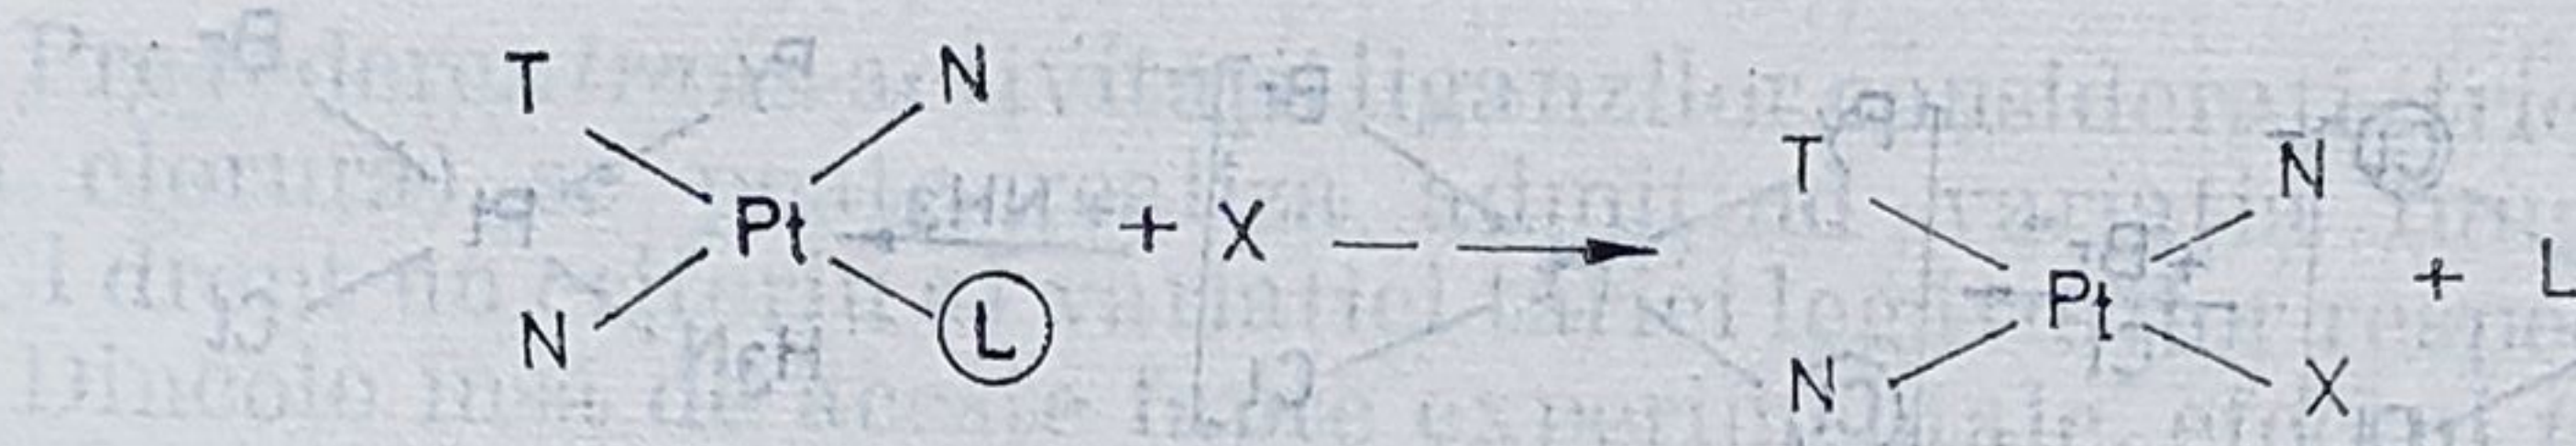 T N
Pt + X → 
N L
T N
Pt + L
N X